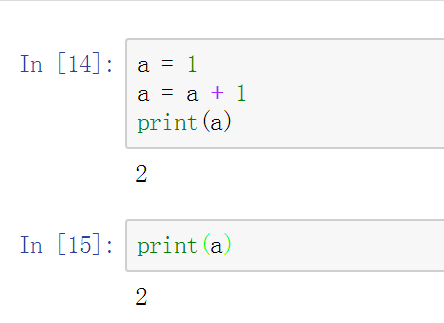 In [14]: a = 1
a = a + 1
print(a)
2
In [15]: print(a)
2